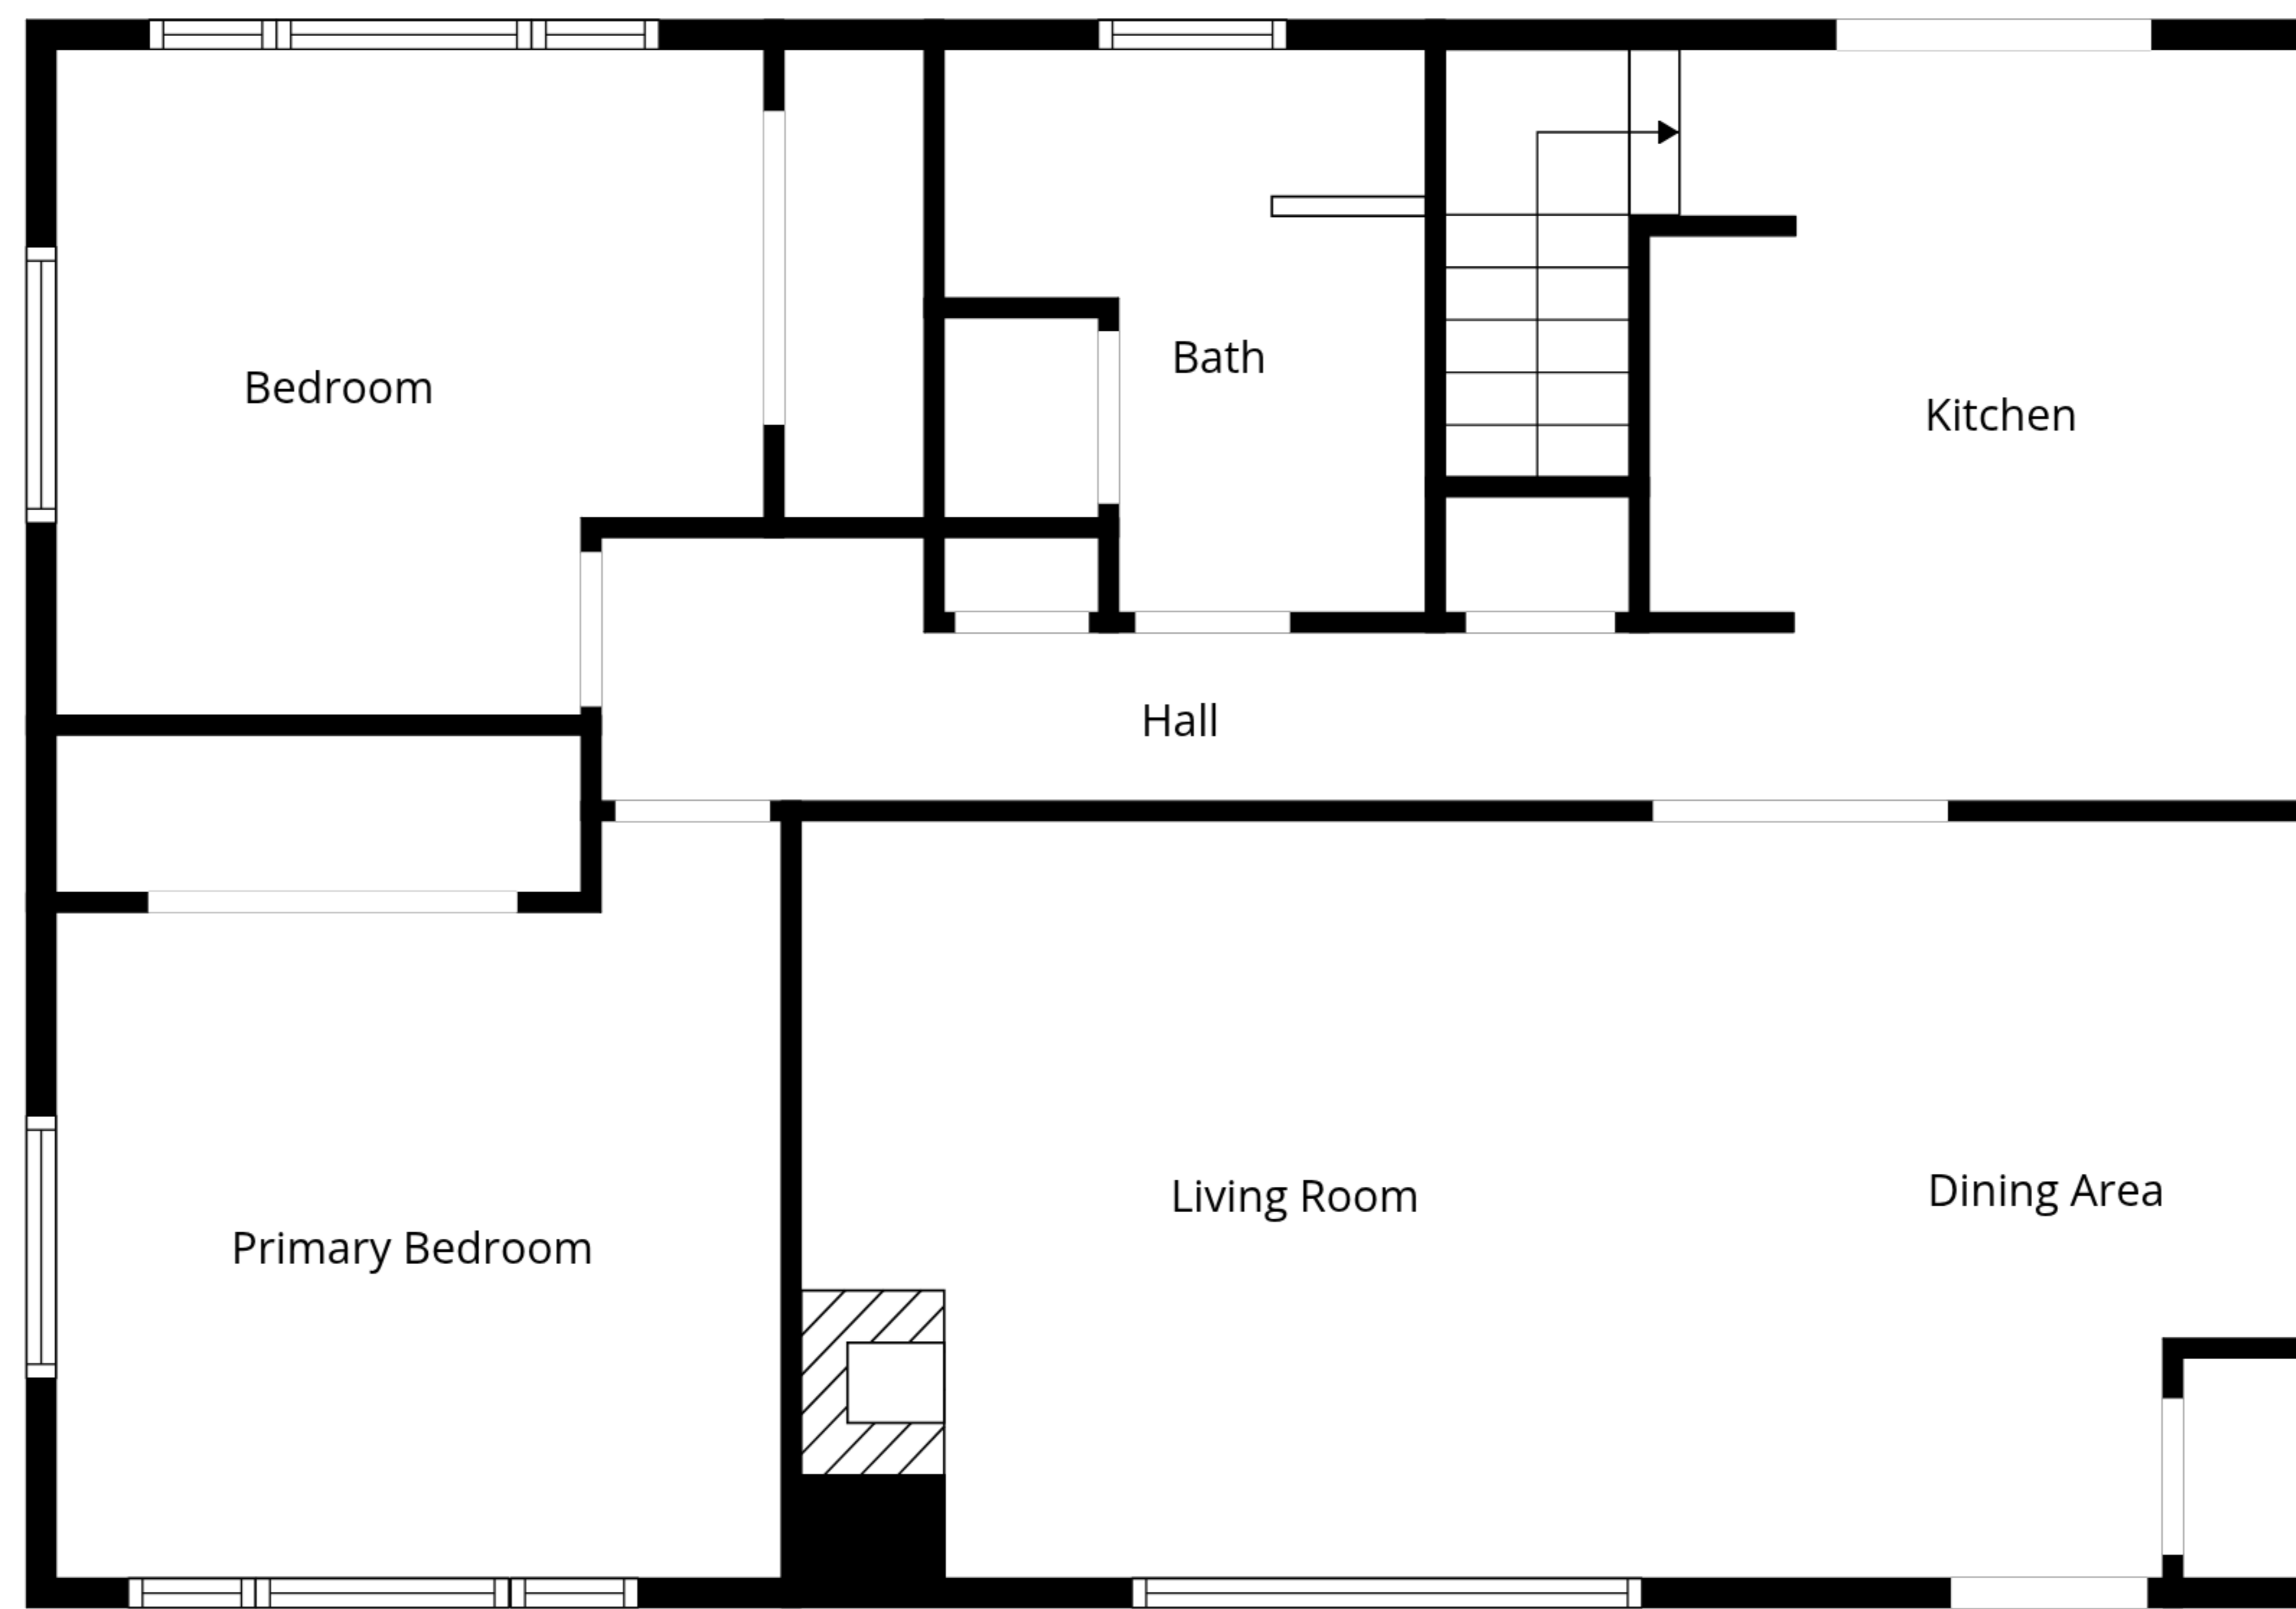 Bedroom
Bath
Kitchen
Hall
Living Room
Dining Area
Primary Bedroom